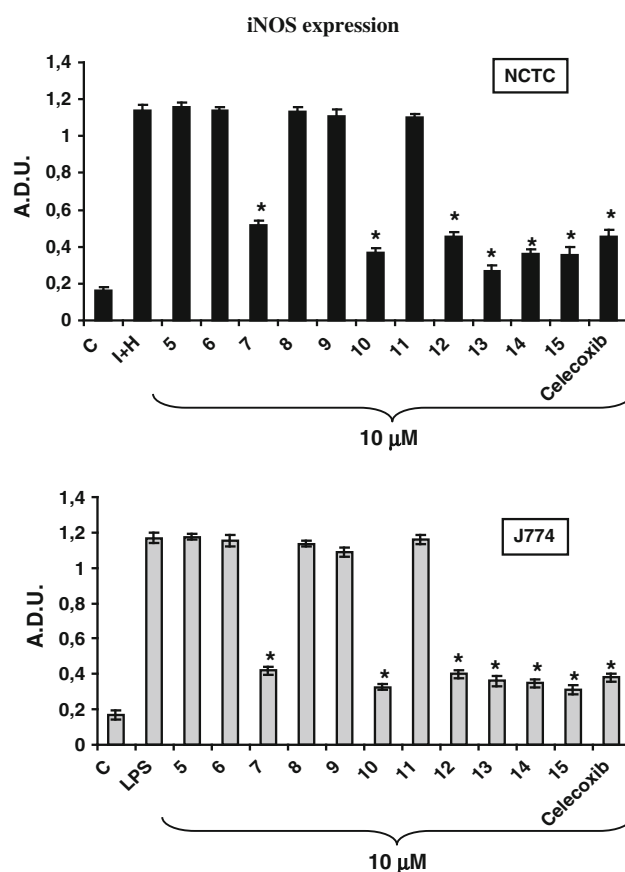 iNOS expression
NCTC
A.D.U.
1,4
1,2
1
0,8
0,6
0,4
0,2
0
* * * * * * *
C I+H 5 6 7 8 9 10 11 12 13 14 15 Celecoxib
10 µM
J774
A.D.U.
1,4
1,2
1
0,8
0,6
0,4
0,2
0
* * * * * * *
C LPS 5 6 7 8 9 10 11 12 13 14 15 Celecoxib
10 µM